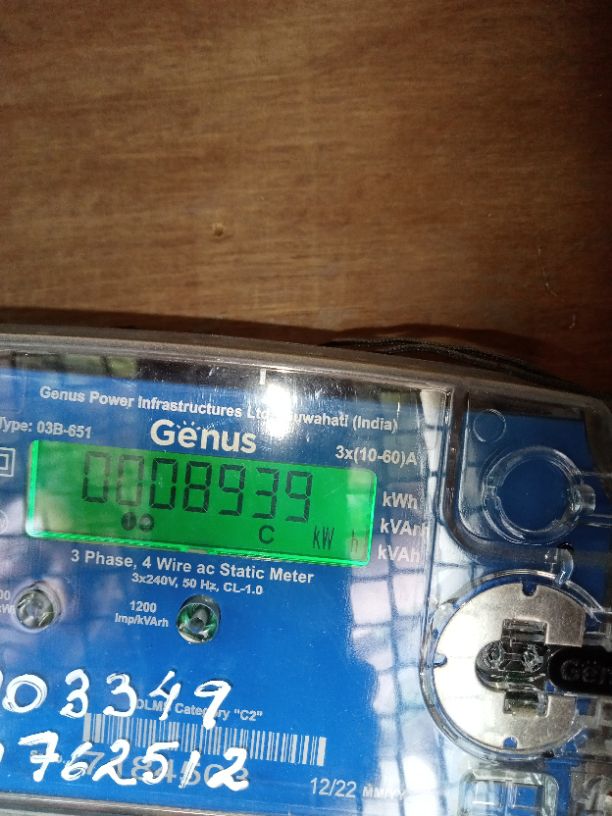 Genus Power Infrastructures Ltd., Guwahati (India)
Type: 03B-651
Genus
3x(10-60)A
0008939
kWh
kVArh
kVAh
C
kW h
3 Phase, 4 Wire ac Static Meter
3x240V, 50 Hz, CL-1.0
1200
Imp/kVArh
03349
DLMS Category "C2"
762512
12/22
Genu